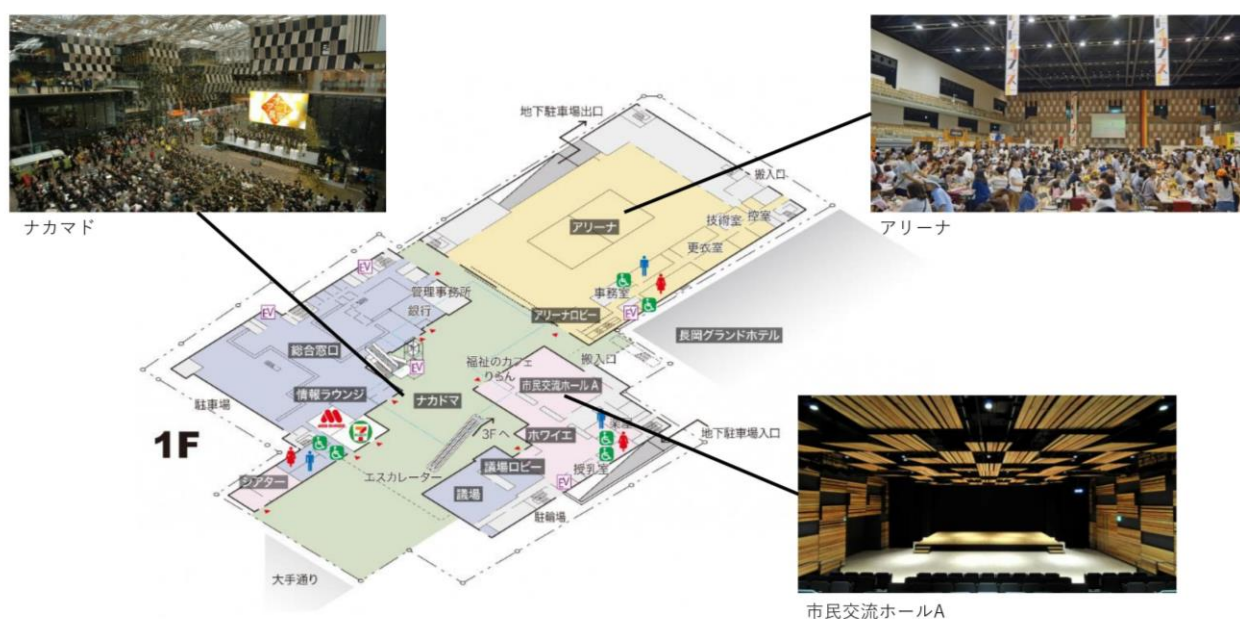 ナカマド
アリーナ
地下駐車場出口
搬入口
控室
技術室
アリーナ
更衣室
EV
管理事務所
事務室
EV
銀行
アリーナロビー
EV
長岡グランドホテル
総合窓口
搬入口
福祉のカフェ
りらん
EV
市民交流ホールA
情報ラウンジ
ナカドマ
駐車場
1F
3Fへ
ホワイエ
地下駐車場入口
議場ロビー
授乳室
エスカレーター
シアター
議場
EV
駐輪場
大手通り
市民交流ホールA